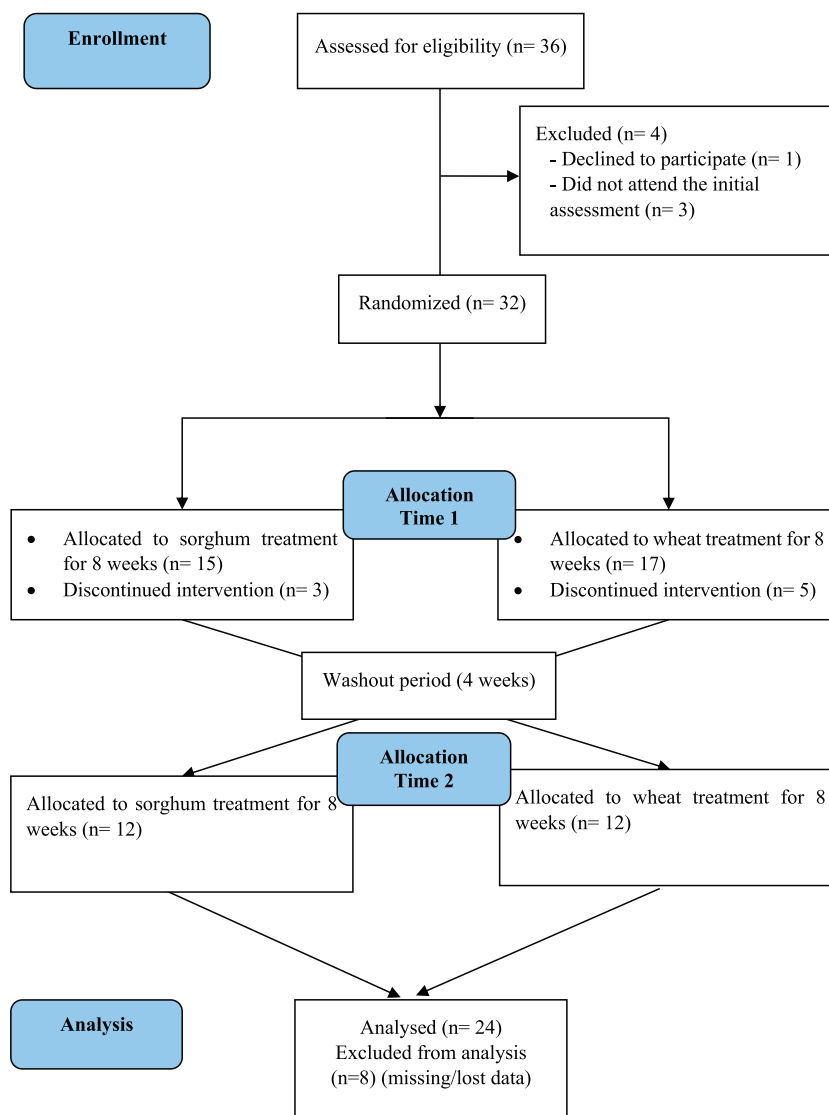 Enrollment
Assessed for eligibility (n= 36)
Excluded (n= 4)
- Declined to participate (n= 1)
- Did not attend the initial
assessment (n= 3)
Randomized (n= 32)
Allocation
Time 1
• Allocated to sorghum treatment
for 8 weeks (n= 15)
• Discontinued intervention (n= 3)
• Allocated to wheat treatment for 8
weeks (n= 17)
• Discontinued intervention (n= 5)
Washout period (4 weeks)
Allocation
Time 2
Allocated to sorghum treatment for 8
weeks (n= 12)
Allocated to wheat treatment for 8
weeks (n= 12)
Analysis
Analysed (n= 24)
Excluded from analysis
(n=8) (missing/lost data)